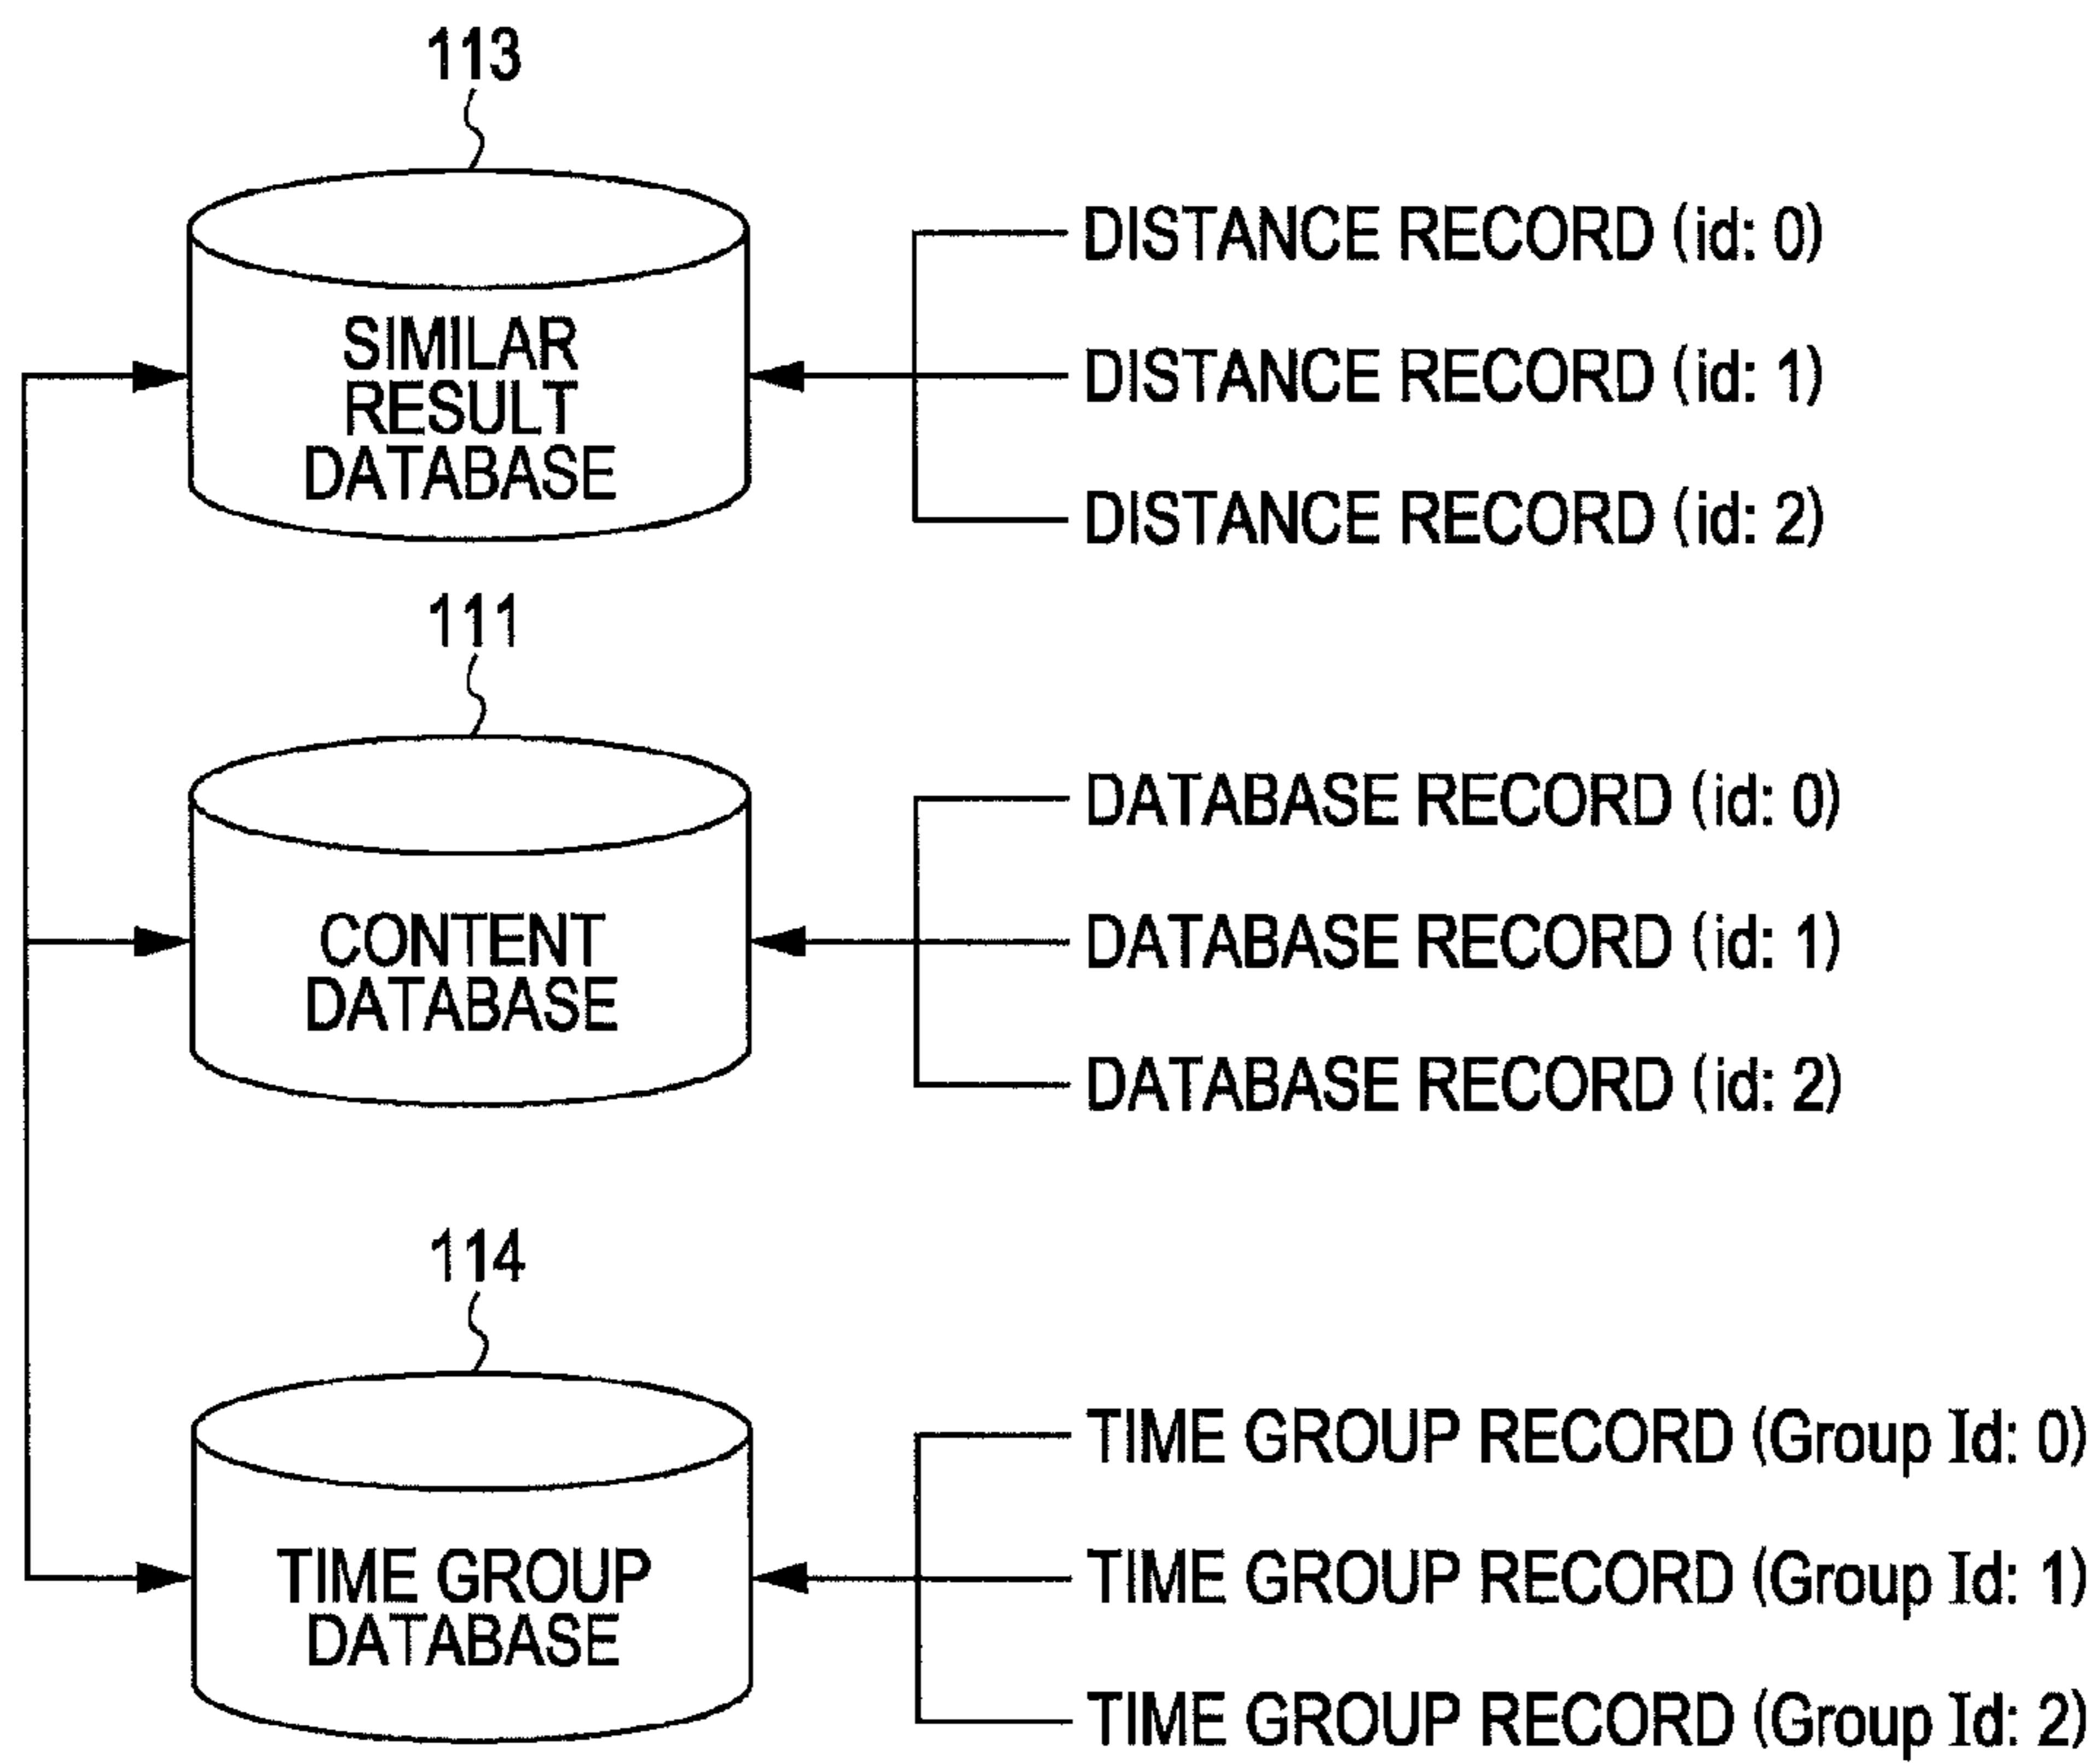 113
SIMILAR
RESULT
DATABASE
DISTANCE RECORD (id: 0)
DISTANCE RECORD (id: 1)
DISTANCE RECORD (id: 2)
111
CONTENT
DATABASE
DATABASE RECORD (id: 0)
DATABASE RECORD (id: 1)
DATABASE RECORD (id: 2)
114
TIME GROUP
DATABASE
TIME GROUP RECORD (Group Id: 0)
TIME GROUP RECORD (Group Id: 1)
TIME GROUP RECORD (Group Id: 2)